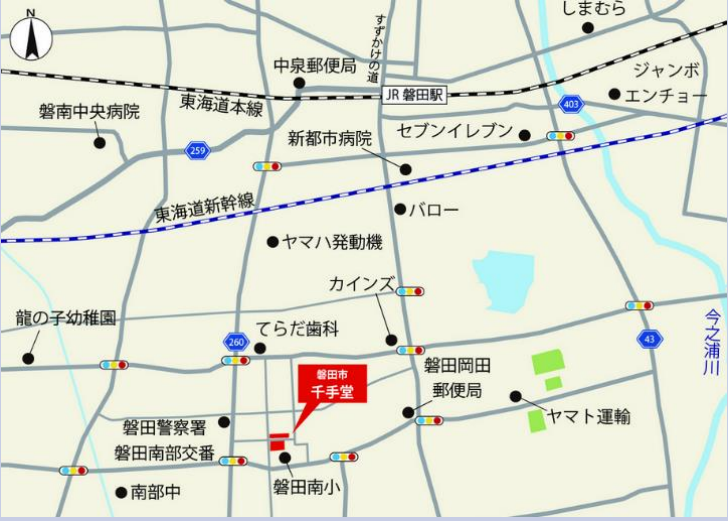 しまむら
すずかけの道
N
中泉郵便局
ジャンボ
エンチョー
JR 磐田駅
403
東海道本線
磐南中央病院
セブンイレブン
新都市病院
259
東海道新幹線
バロー
ヤマハ発動機
カインズ
龍の子幼稚園
てらだ歯科
260
43
今之浦川
磐田市
千手堂
磐田岡田
郵便局
ヤマト運輸
磐田警察署
磐田南部交番
磐田南小
南部中